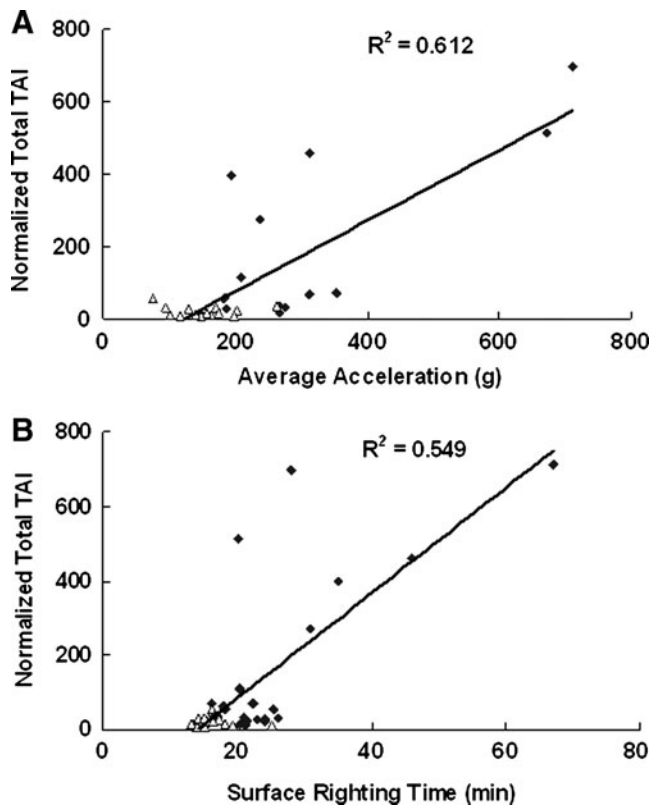 A
800
R² = 0.612
600
400
200
0
Normalized Total TAI
0 200 400 600 800
Average Acceleration (g)
B
800
R² = 0.549
600
400
200
0
Normalized Total TAI
0 20 40 60 80
Surface Righting Time (min)